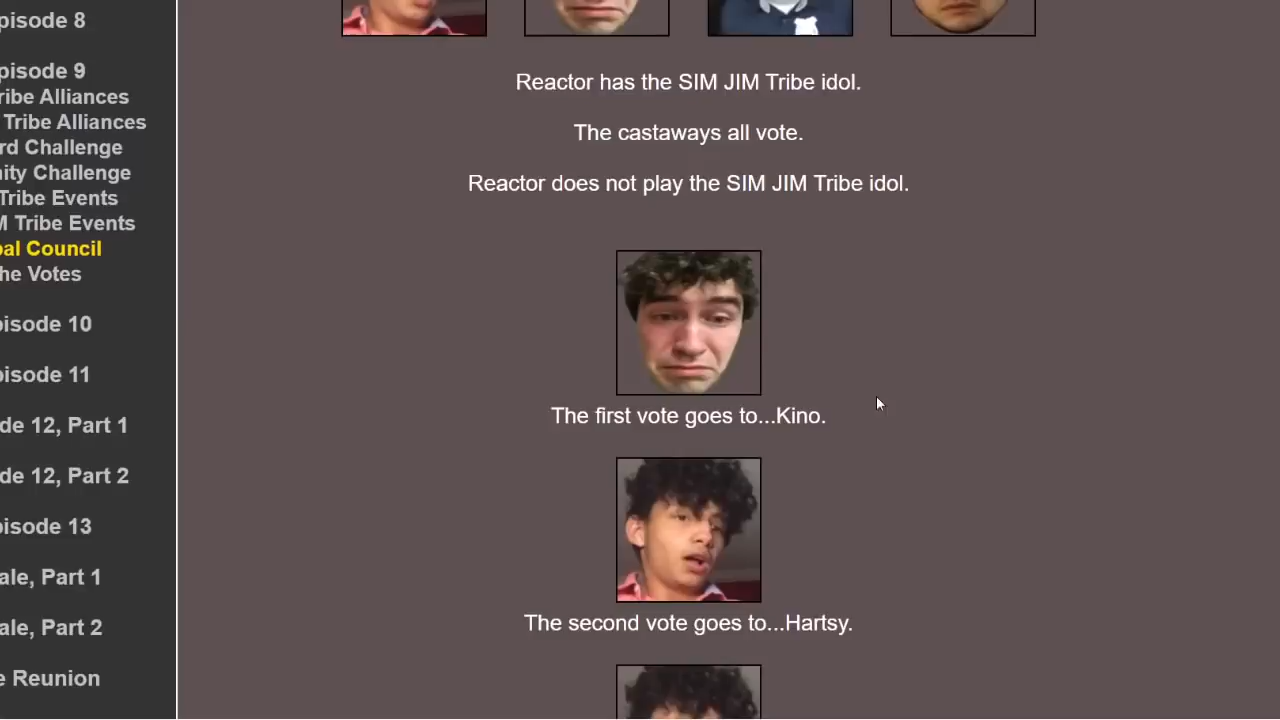 pisode 8
pisode 9
ribe Alliances
Tribe Alliances
rd Challenge
nity Challenge
Tribe Events
M Tribe Events
bal Council
he Votes
pisode 10
pisode 11
de 12, Part 1
de 12, Part 2
pisode 13
ale, Part 1
ale, Part 2
e Reunion
Reactor has the SIM JIM Tribe idol.
The castaways all vote.
Reactor does not play the SIM JIM Tribe idol.
The first vote goes to...Kino.
The second vote goes to...Hartsy.